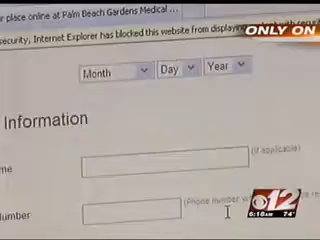 r place online at Palm Beach Gardens Medical ...
ONLY ON
security, Internet Explorer has blocked this website from displaying
Month Day Year
Information
me (if applicable)
(Phone number
Number
12
6:16AM 74°